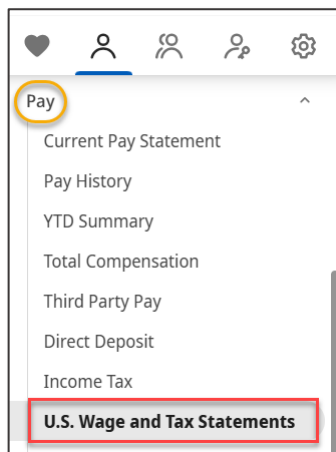 Pay
Current Pay Statement
Pay History
YTD Summary
Total Compensation
Third Party Pay
Direct Deposit
Income Tax
U.S. Wage and Tax Statements